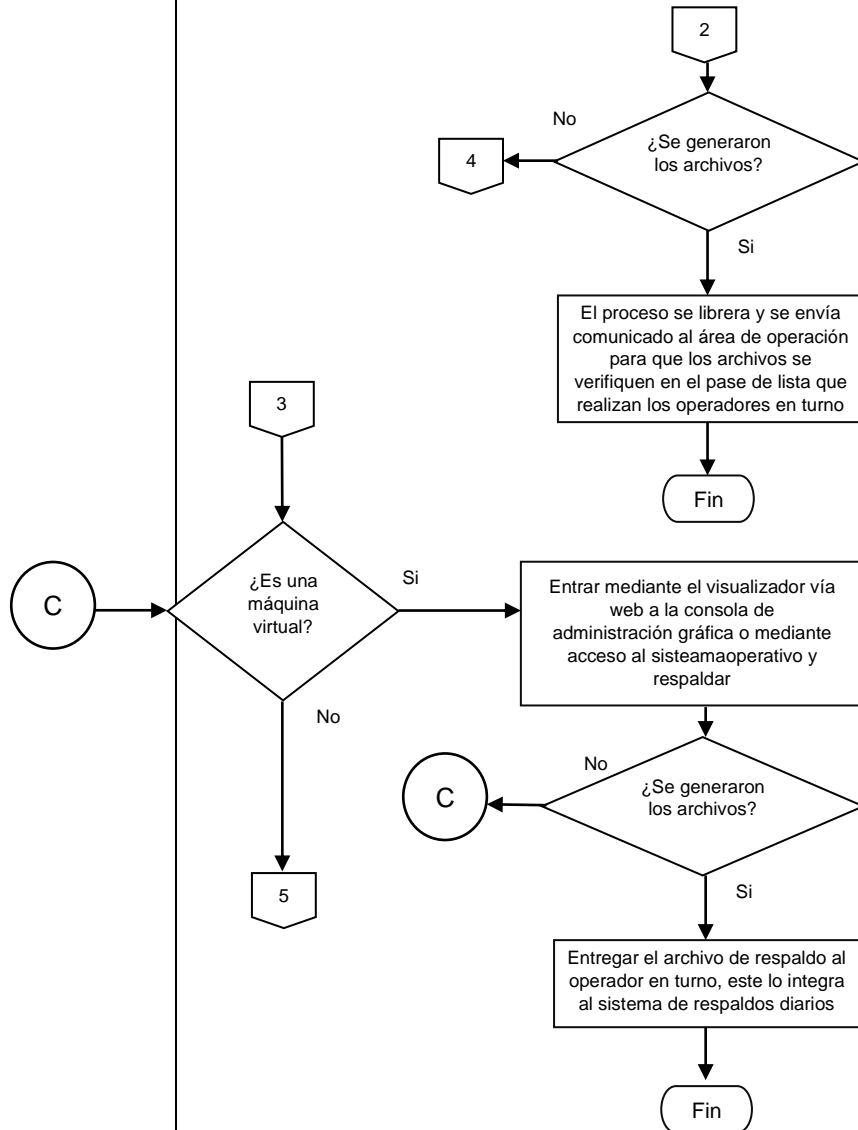 2
No
¿Se generaron
los archivos?
4
Si
El proceso se librera y se envía
comunicado al área de operación
para que los archivos se
verifiquen en el pase de lista que
realizan los operadores en turno
3
Fin
C
¿Es una
máquina
virtual?
Si
Entrar mediante el visualizador vía
web a la consola de
administración gráfica o mediante
acceso al sisteamaoperativo y
respaldar
No
No
C
¿Se generaron
los archivos?
5
Si
Entregar el archivo de respaldo al
operador en turno, este lo integra
al sistema de respaldos diarios
Fin